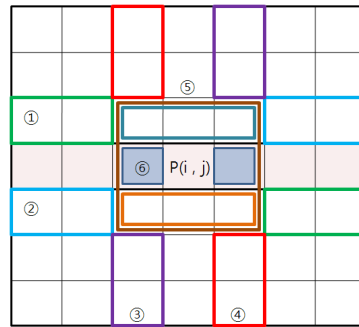 ⑤
①
⑥ P(i , j)
②
③ ④